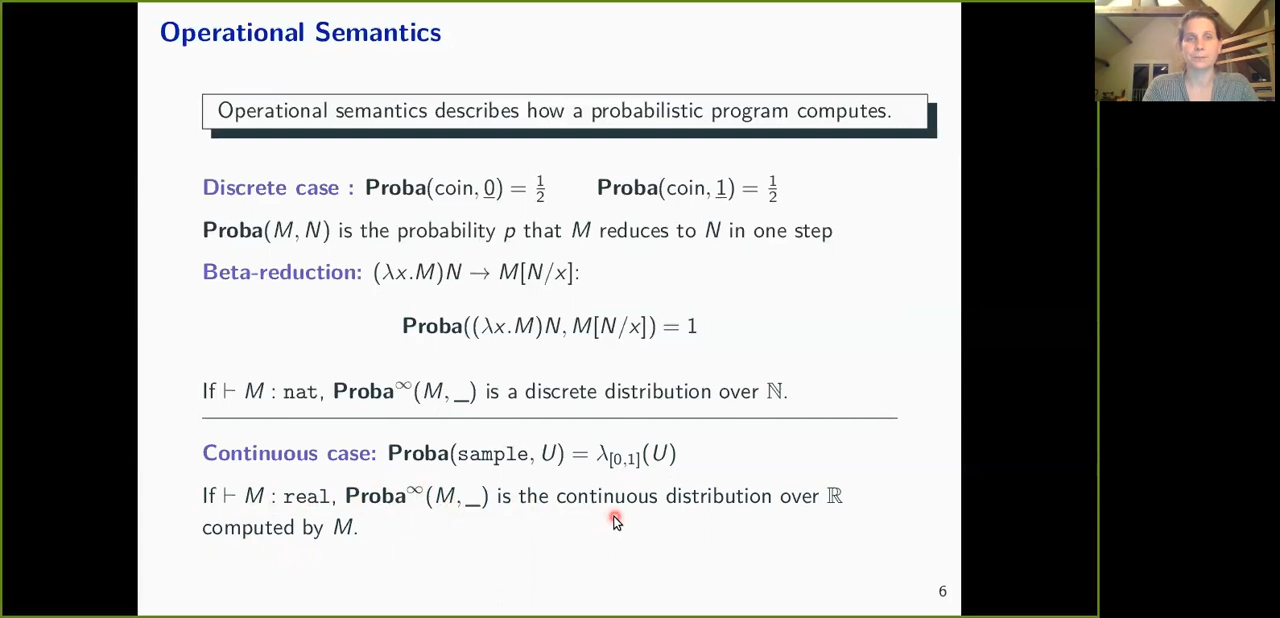 Operational Semantics
Operational semantics describes how a probabilistic program computes.
Discrete case : Proba(coin, 0) = 1/2 Proba(coin, 1) = 1/2
Proba(M, N) is the probability p that M reduces to N in one step
Beta-reduction: (λx.M)N → M[N/x]:
Proba((λx.M)N, M[N/x]) = 1
If ⊢ M : nat, Proba^∞(M, _) is a discrete distribution over ℕ.
Continuous case: Proba(sample, U) = λ_[0,1](U)
If ⊢ M : real, Proba^∞(M, _) is the continuous distribution over ℝ
computed by M.
6